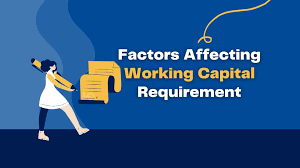 Factors Affecting
Working Capital
Requirement